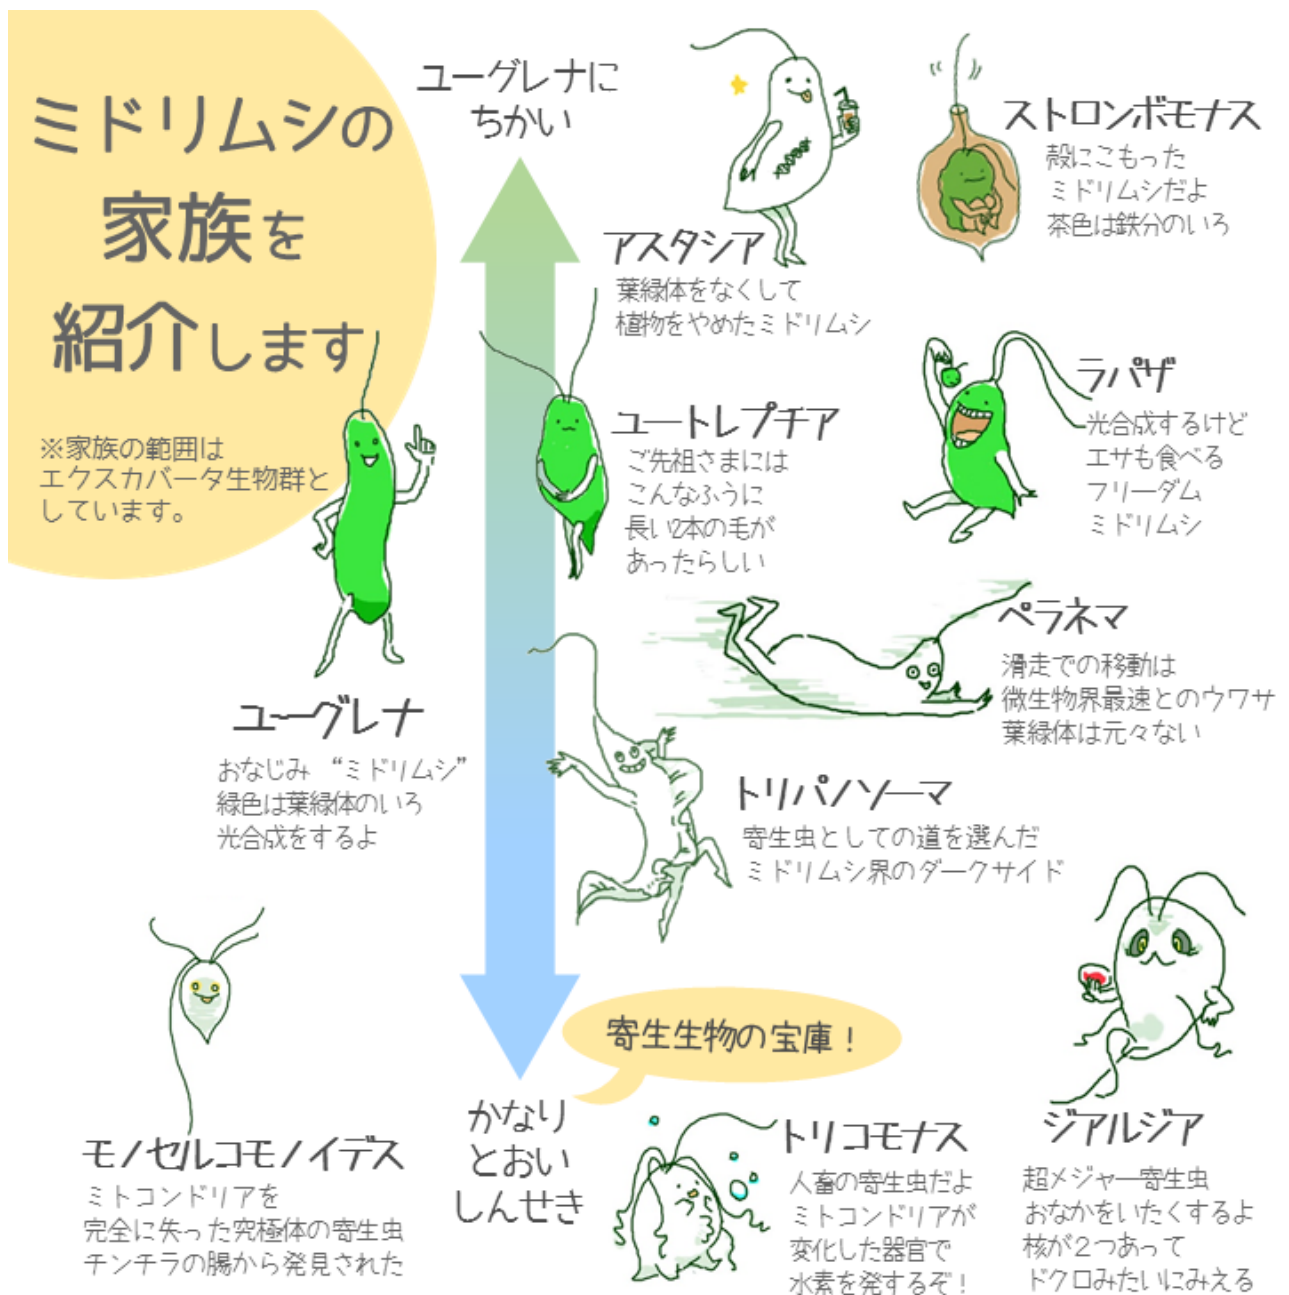 ミドリムシの
家族を
紹介します
※家族の範囲は
エクスカバータ生物群と
しています。
ユーグレナに
ちかい
アスタシア
葉緑体をなくして
植物をやめたミドリムシ
ストロンボモナス
殻にこもった
ミドリムシだよ
茶色は鉄分のいろ
ユートレプチア
ご先祖さまには
こんなふうに
長い2本の毛が
あったらしい
ラパザ
光合成するけど
エサも食べる
フリーダム
ミドリムシ
ユーグレナ
おなじみ “ミドリムシ”
緑色は葉緑体のいろ
光合成をするよ
ペラネマ
滑走での移動は
微生物界最速とのウワサ
葉緑体は元々ない
トリパノソーマ
寄生虫としての道を選んだ
ミドリムシ界のダークサイド
寄生生物の宝庫！
かなり
とおい
しんせき
モノセルコモノイデス
ミトコンドリアを
完全に失った究極体の寄生虫
チンチラの腸から発見された
トリコモナス
人畜の寄生虫だよ
ミトコンドリアが
変化した器官で
水素を発するぞ！
ジアルジア
超メジャー寄生虫
おなかをいたくするよ
核が２つあって
ドクロみたいにみえる